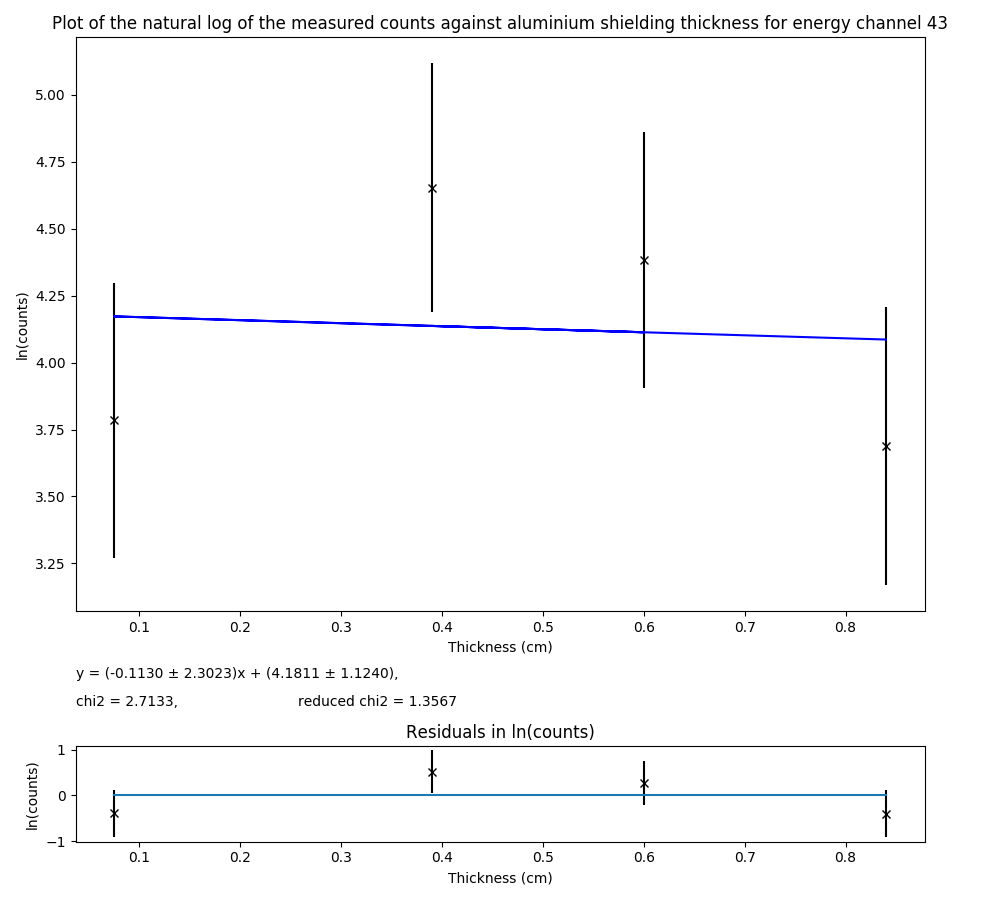 Plot of the natural log of the measured counts against aluminium shielding thickness for energy channel 43
ln(counts)
5.00
4.75
4.50
4.25
4.00
3.75
3.50
3.25
0.1 0.2 0.3 0.4 0.5 0.6 0.7 0.8
Thickness (cm)
y = (-0.1130 ± 2.3023)x + (4.1811 ± 1.1240),
chi2 = 2.7133, reduced chi2 = 1.3567
Residuals in ln(counts)
ln(counts)
1
0
−1
0.1 0.2 0.3 0.4 0.5 0.6 0.7 0.8
Thickness (cm)